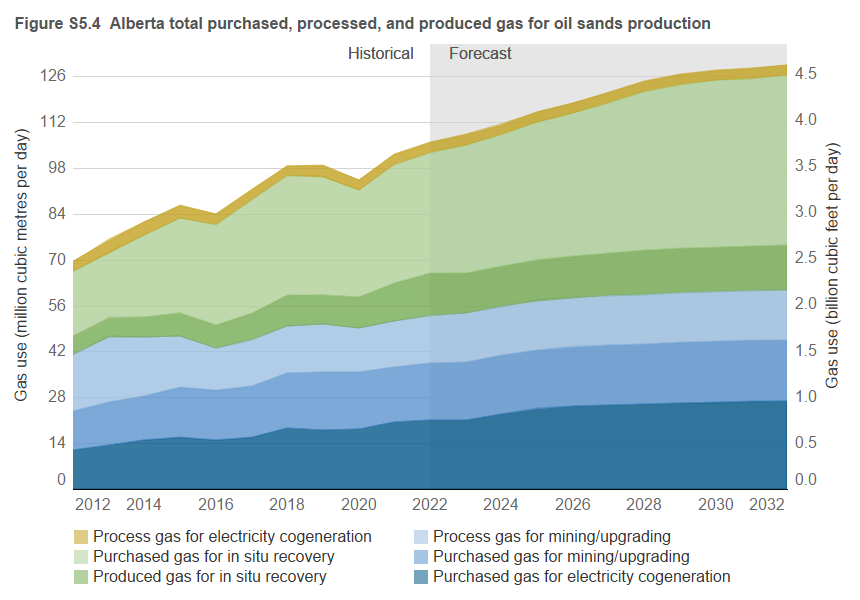 Figure S5.4 Alberta total purchased, processed, and produced gas for oil sands production
Historical Forecast
Gas use (million cubic metres per day)
126
112
98
84
70
56
42
28
14
0
4.5
4.0
3.5
3.0
2.5
2.0
1.5
1.0
0.5
0.0
Gas use (billion cubic feet per day)
2012 2014 2016 2018 2020 2022 2024 2026 2028 2030 2032
Process gas for electricity cogeneration
Purchased gas for in situ recovery
Produced gas for in situ recovery
Process gas for mining/upgrading
Purchased gas for mining/upgrading
Purchased gas for electricity cogeneration